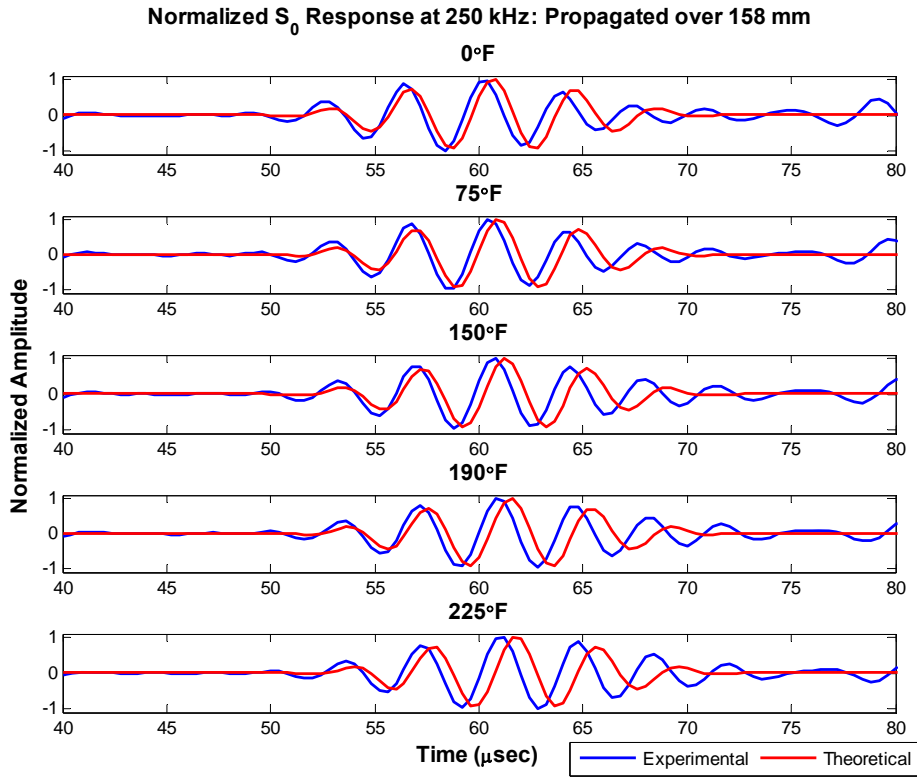 Normalized S0 Response at 250 kHz: Propagated over 158 mm
0°F
1
0
-1
40 45 50 55 60 65 70 75 80
75°F
1
0
-1
40 45 50 55 60 65 70 75 80
150°F
1
0
-1
40 45 50 55 60 65 70 75 80
190°F
1
0
-1
40 45 50 55 60 65 70 75 80
225°F
1
0
-1
40 45 50 55 60 65 70 75 80
Normalized Amplitude
Time (μsec)
Experimental Theoretical